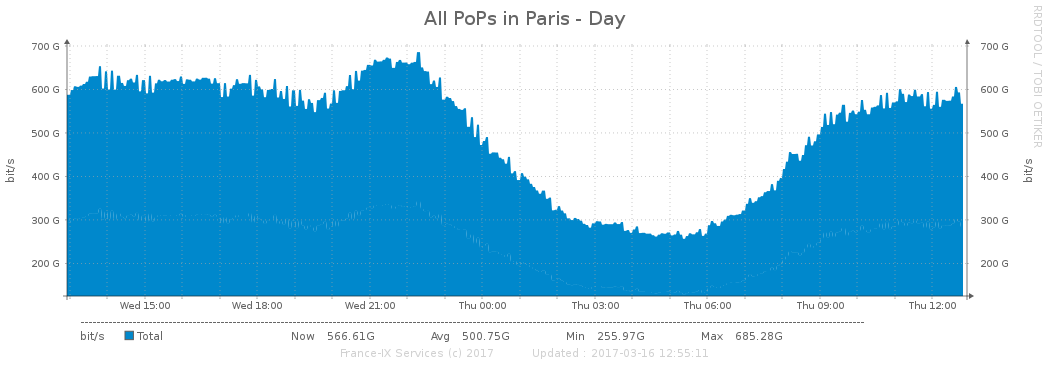 All PoPs in Paris - Day
RRDTOOL / TOBI OETIKER
bit/s
700 G
600 G
500 G
400 G
300 G
200 G
700 G
600 G
500 G
400 G
300 G
200 G
bit/s
Wed 15:00 Wed 18:00 Wed 21:00 Thu 00:00 Thu 03:00 Thu 06:00 Thu 09:00 Thu 12:00
bit/s Total Now 566.61G Avg 500.75G Min 255.97G Max 685.28G
France-IX Services (c) 2017 Updated : 2017-03-16 12:55:11